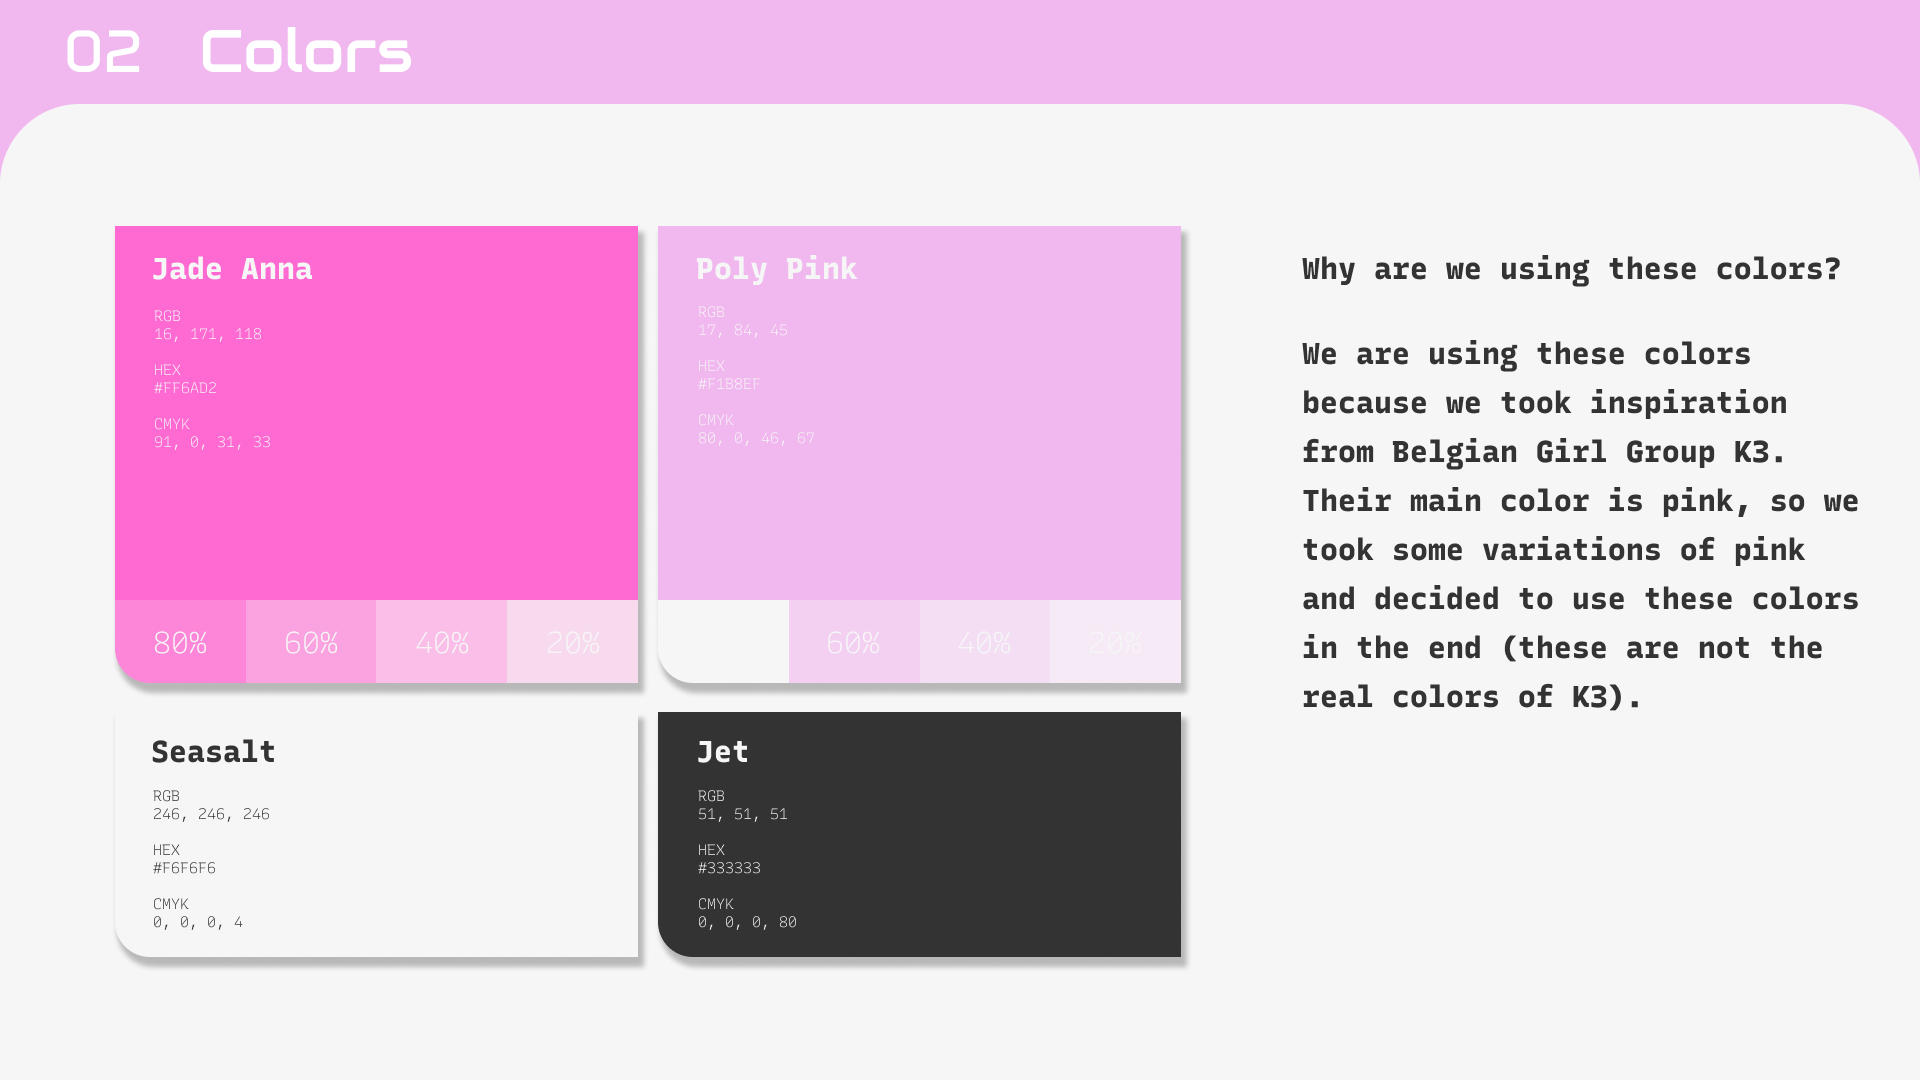 02 Colors
Jade Anna
RGB
16, 171, 118
HEX
#FF6AD2
CMYK
91, 0, 31, 33
80% 60% 40% 20%
Poly Pink
RGB
17, 84, 45
HEX
#F1B8EF
CMYK
80, 0, 46, 67
60% 40% 20%
Seasalt
RGB
246, 246, 246
HEX
#F6F6F6
CMYK
0, 0, 0, 4
Jet
RGB
51, 51, 51
HEX
#333333
CMYK
0, 0, 0, 80
Why are we using these colors?
We are using these colors
because we took inspiration
from Belgian Girl Group K3.
Their main color is pink, so we
took some variations of pink
and decided to use these colors
in the end (these are not the
real colors of K3).